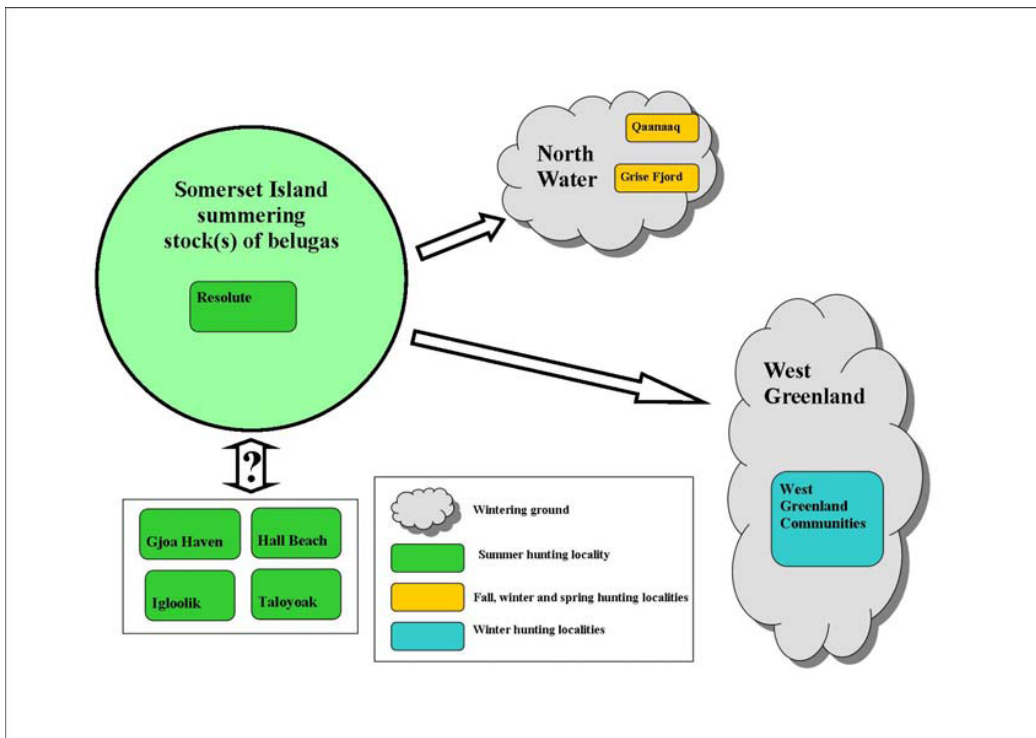 Somerset Island
summering
stock(s) of belugas
Resolute
North
Water
Qaanaaq
Grise Fjord
West
Greenland
West
Greenland
Communities
?
Gjoa Haven
Hall Beach
Igloolik
Taloyoak
Wintering ground
Summer hunting locality
Fall, winter and spring hunting localities
Winter hunting localities